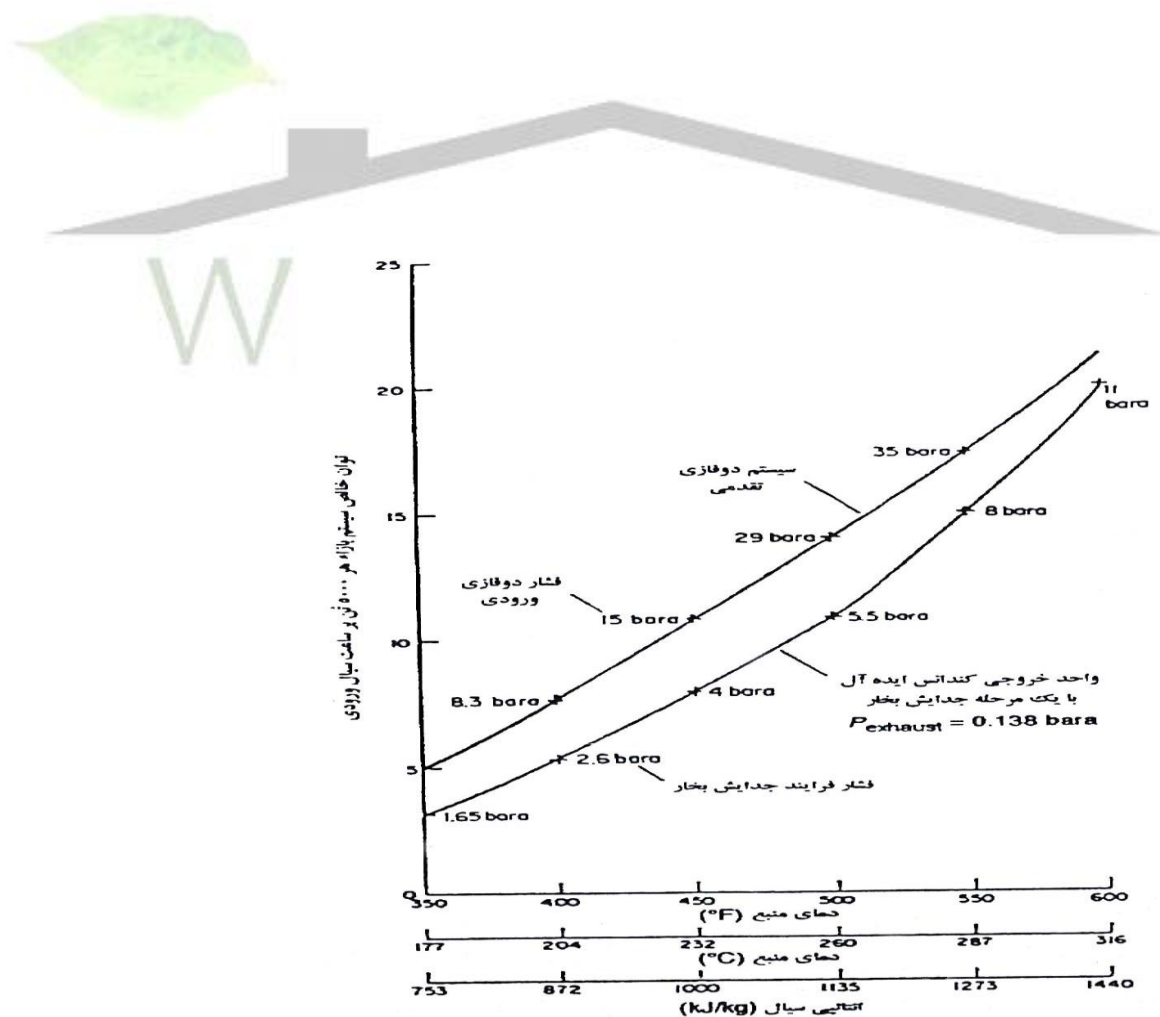 W
25
20
15
10
5
0
توان خالص سیستم بازاء هر ۵۰۰۰ تن بر ساعت سیال ورودی
11
bara
35 bara
سیستم دوفازی
تقدمی
8 bara
29 bara
فشار دوفازی
ورودی
15 bara
5.5 bara
واحد خروجی کندانس ایده آل
با یک مرحله جدایش بخار
P exhaust = 0.138 bara
8.3 bara
4 bara
2.6 bara
فشار فرایند جدایش بخار
1.65 bara
350 400 450 500 550 600
دمای منبع (°F)
177 204 232 260 287 316
دمای منبع (°C)
753 872 1000 1135 1273 1440
آنتالپی سیال (kJ/kg)